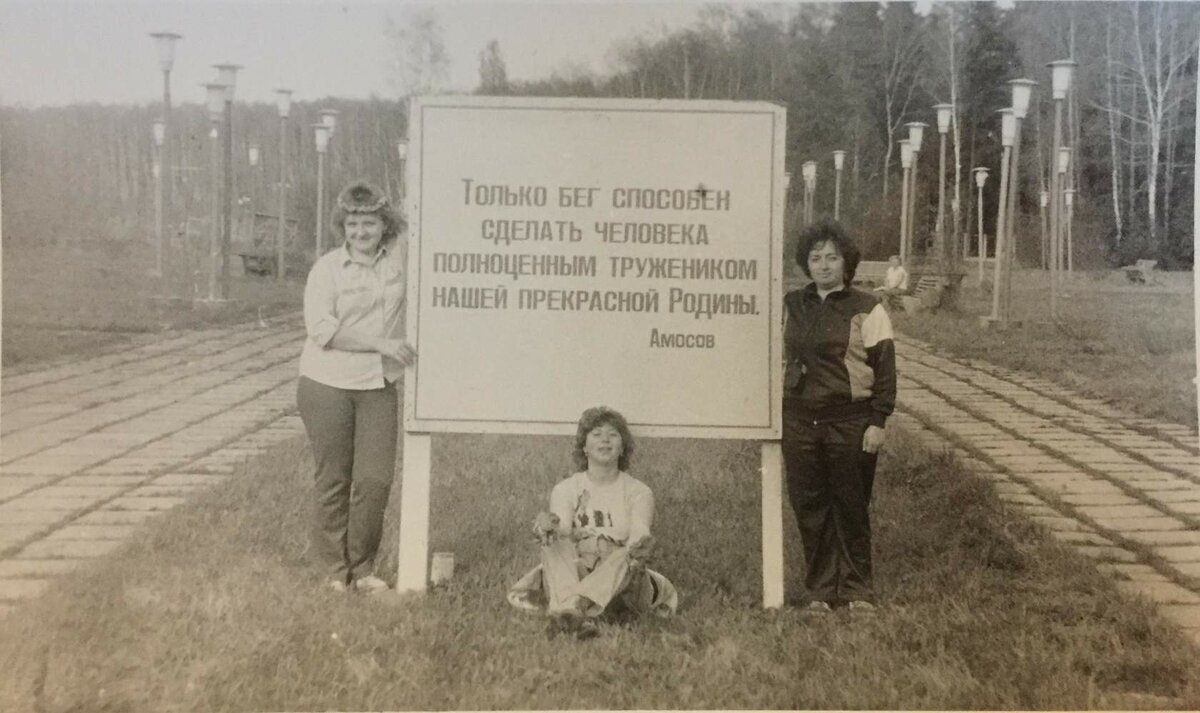 Только бег способен
сделать человека
полноценным тружеником
нашей прекрасной Родины.
Амосов